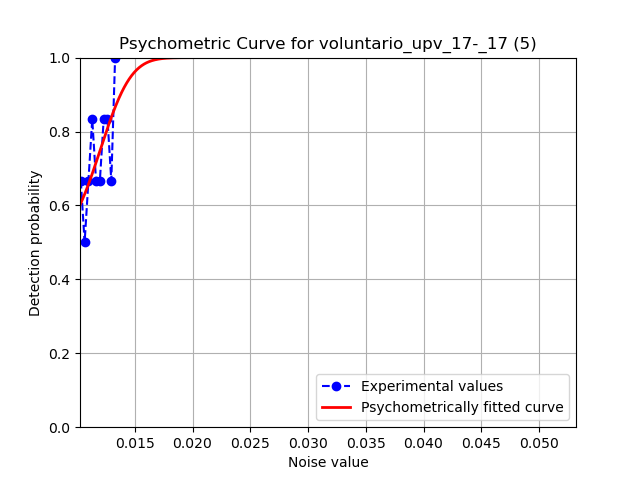 Psychometric Curve for voluntario_upv_17-_17 (5)
1.0
0.8
0.6
0.4
0.2
0.0
Detection probability
Experimental values
Psychometrically fitted curve
0.015 0.020 0.025 0.030 0.035 0.040 0.045 0.050
Noise value